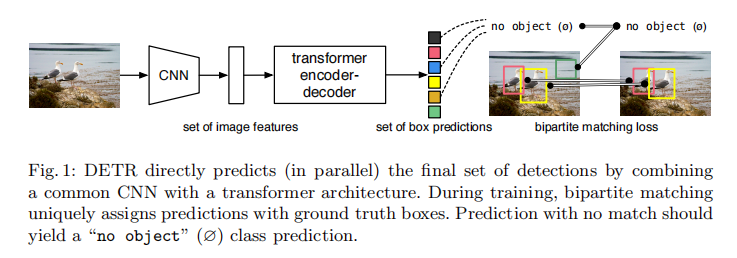 no object (ø) no object (ø)
CNN
transformer
encoder-
decoder
set of image features set of box predictions bipartite matching loss
Fig. 1: DETR directly predicts (in parallel) the final set of detections by combining
a common CNN with a transformer architecture. During training, bipartite matching
uniquely assigns predictions with ground truth boxes. Prediction with no match should
yield a “no object” (∅) class prediction.